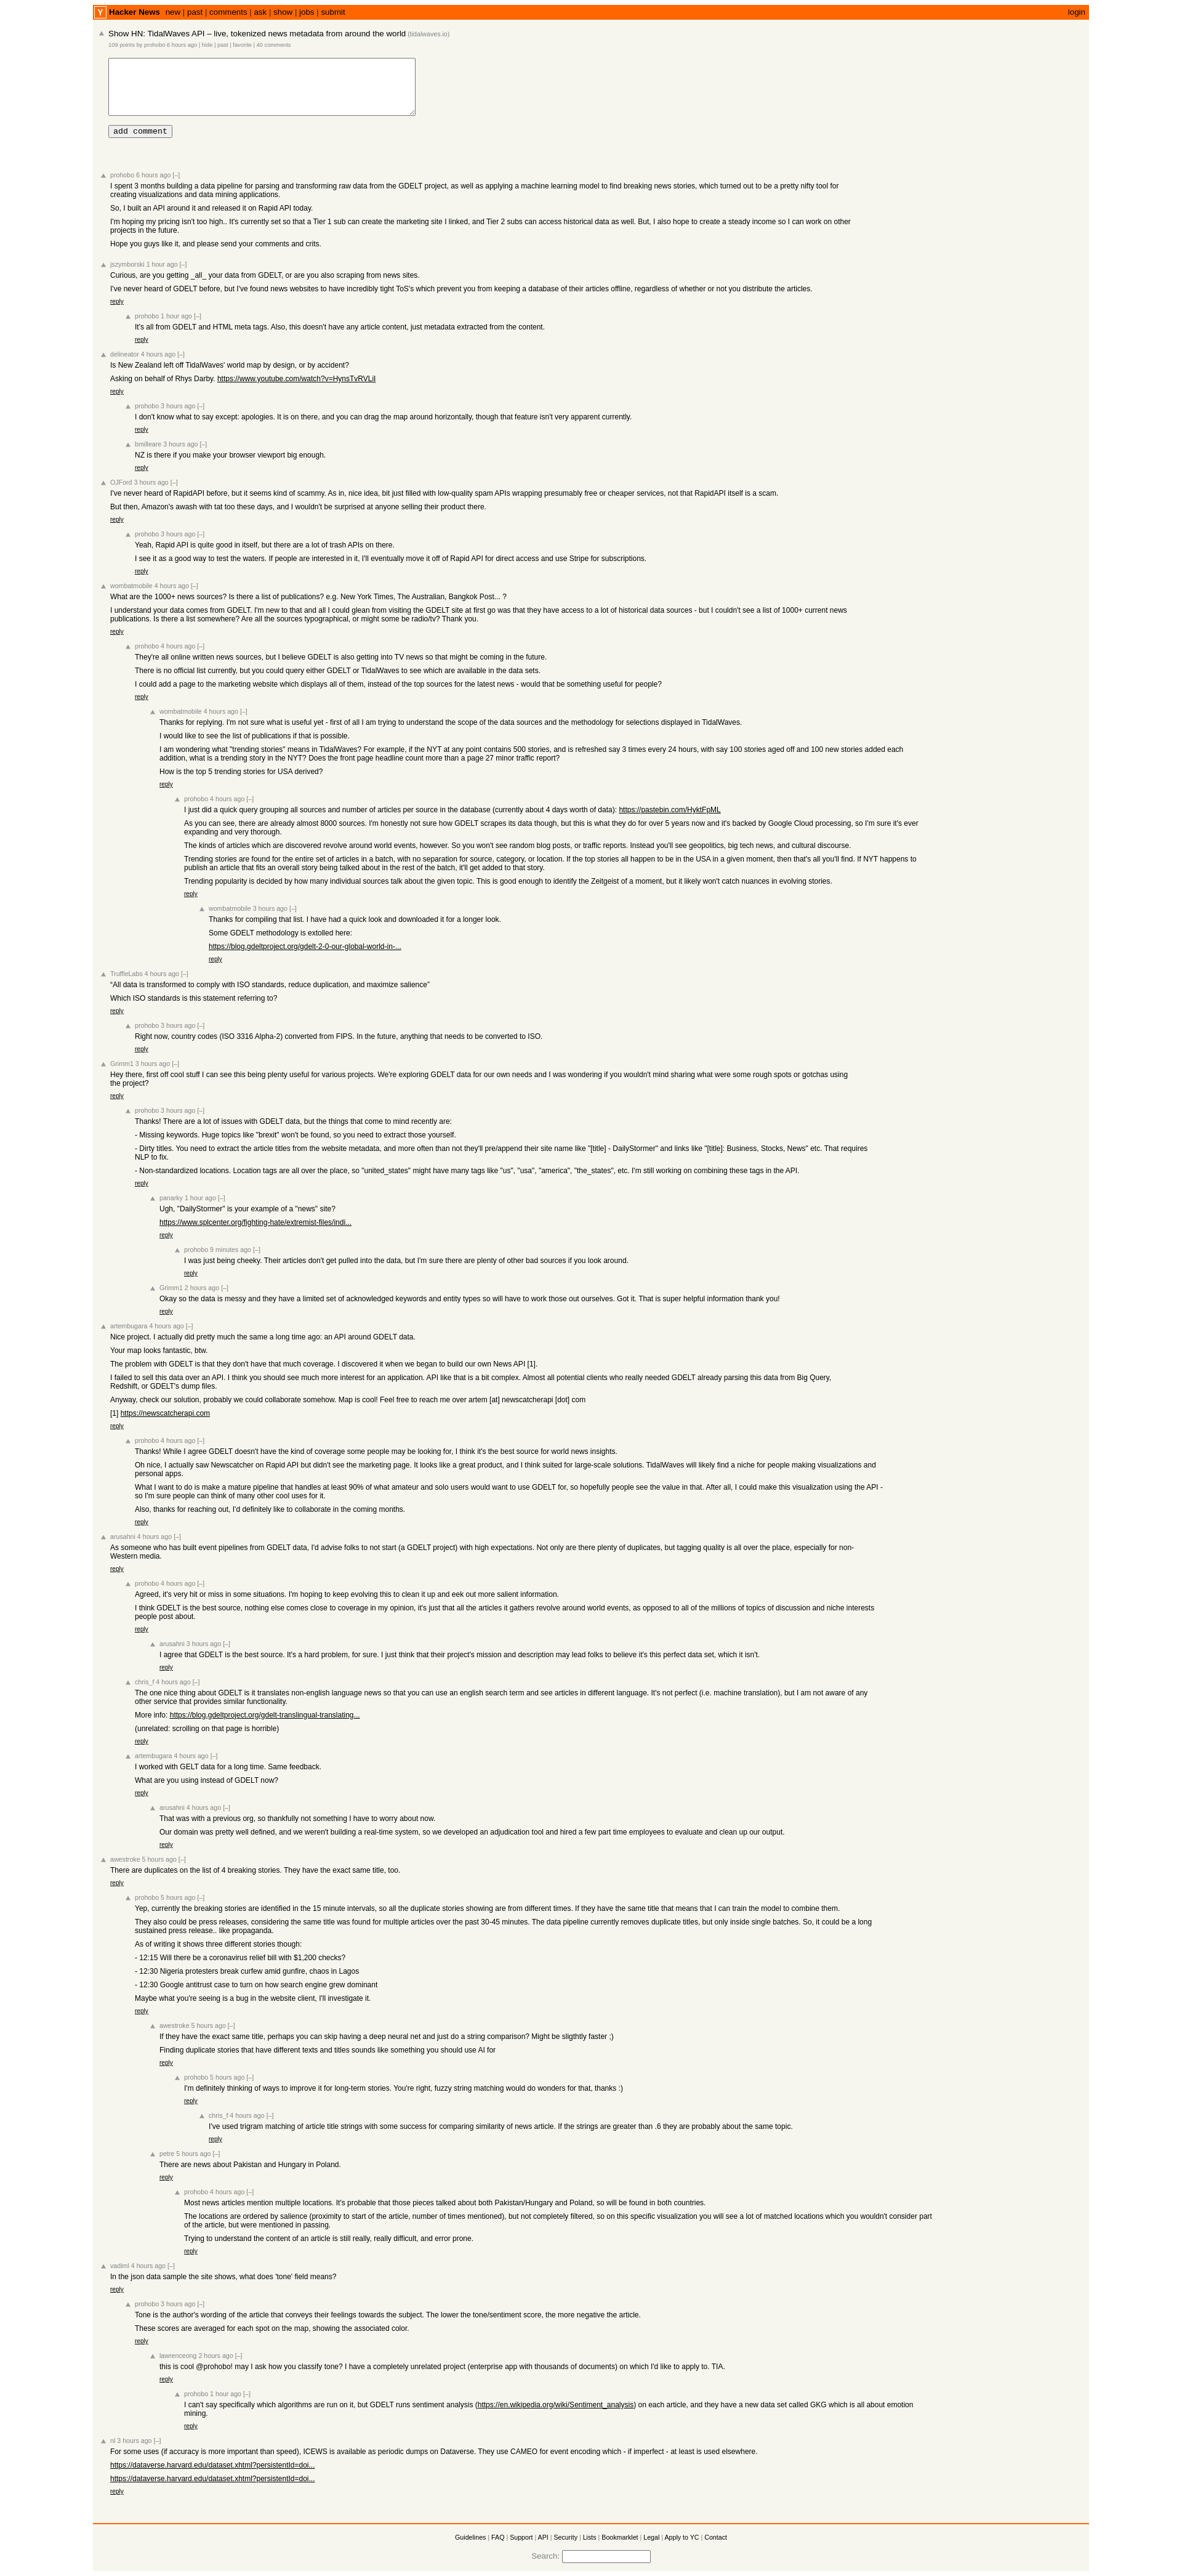 Y Hacker News new | past | comments | ask | show | jobs | submit login
Show HN: TidalWaves API – live, tokenized news metadata from around the world (tidalwaves.io)
109 points by prohobo 6 hours ago | hide | past | favorite | 40 comments
add comment
prohobo 6 hours ago [–]
I spent 3 months building a data pipeline for parsing and transforming raw data from the GDELT project, as well as applying a machine learning model to find breaking news stories, which turned out to be a pretty nifty tool for
creating visualizations and data mining applications.
So, I built an API around it and released it on Rapid API today.
I'm hoping my pricing isn't too high.. It's currently set so that a Tier 1 sub can create the marketing site I linked, and Tier 2 subs can access historical data as well. But, I also hope to create a steady income so I can work on other
projects in the future.
Hope you guys like it, and please send your comments and crits.
jszymborski 1 hour ago [–]
Curious, are you getting _all_ your data from GDELT, or are you also scraping from news sites.
I've never heard of GDELT before, but I've found news websites to have incredibly tight ToS's which prevent you from keeping a database of their articles offline, regardless of whether or not you distribute the articles.
reply
prohobo 1 hour ago [–]
It's all from GDELT and HTML meta tags. Also, this doesn't have any article content, just metadata extracted from the content.
reply
delineator 4 hours ago [–]
Is New Zealand left off TidalWaves' world map by design, or by accident?
Asking on behalf of Rhys Darby. https://www.youtube.com/watch?v=HynsTvRVLiI
reply
prohobo 3 hours ago [–]
I don't know what to say except: apologies. It is on there, and you can drag the map around horizontally, though that feature isn't very apparent currently.
reply
bmilleare 3 hours ago [–]
NZ is there if you make your browser viewport big enough.
reply
OJFord 3 hours ago [–]
I've never heard of RapidAPI before, but it seems kind of scammy. As in, nice idea, bit just filled with low-quality spam APIs wrapping presumably free or cheaper services, not that RapidAPI itself is a scam.
But then, Amazon's awash with tat too these days, and I wouldn't be surprised at anyone selling their product there.
reply
prohobo 3 hours ago [–]
Yeah, Rapid API is quite good in itself, but there are a lot of trash APIs on there.
I see it as a good way to test the waters. If people are interested in it, I'll eventually move it off of Rapid API for direct access and use Stripe for subscriptions.
reply
wombatmobile 4 hours ago [–]
What are the 1000+ news sources? Is there a list of publications? e.g. New York Times, The Australian, Bangkok Post... ?
I understand your data comes from GDELT. I'm new to that and all I could glean from visiting the GDELT site at first go was that they have access to a lot of historical data sources - but I couldn't see a list of 1000+ current news
publications. Is there a list somewhere? Are all the sources typographical, or might some be radio/tv? Thank you.
reply
prohobo 4 hours ago [–]
They're all online written news sources, but I believe GDELT is also getting into TV news so that might be coming in the future.
There is no official list currently, but you could query either GDELT or TidalWaves to see which are available in the data sets.
I could add a page to the marketing website which displays all of them, instead of the top sources for the latest news - would that be something useful for people?
reply
wombatmobile 4 hours ago [–]
Thanks for replying. I'm not sure what is useful yet - first of all I am trying to understand the scope of the data sources and the methodology for selections displayed in TidalWaves.
I would like to see the list of publications if that is possible.
I am wondering what "trending stories" means in TidalWaves? For example, if the NYT at any point contains 500 stories, and is refreshed say 3 times every 24 hours, with say 100 stories aged off and 100 new stories added each
addition, what is a trending story in the NYT? Does the front page headline count more than a page 27 minor traffic report?
How is the top 5 trending stories for USA derived?
reply
prohobo 4 hours ago [–]
I just did a quick query grouping all sources and number of articles per source in the database (currently about 4 days worth of data): https://pastebin.com/HyktFpML
As you can see, there are already almost 8000 sources. I'm honestly not sure how GDELT scrapes its data though, but this is what they do for over 5 years now and it's backed by Google Cloud processing, so I'm sure it's ever
expanding and very thorough.
The kinds of articles which are discovered revolve around world events, however. So you won't see random blog posts, or traffic reports. Instead you'll see geopolitics, big tech news, and cultural discourse.
Trending stories are found for the entire set of articles in a batch, with no separation for source, category, or location. If the top stories all happen to be in the USA in a given moment, then that's all you'll find. If NYT happens to
publish an article that fits an overall story being talked about in the rest of the batch, it'll get added to that story.
Trending popularity is decided by how many individual sources talk about the given topic. This is good enough to identify the Zeitgeist of a moment, but it likely won't catch nuances in evolving stories.
reply
wombatmobile 3 hours ago [–]
Thanks for compiling that list. I have had a quick look and downloaded it for a longer look.
Some GDELT methodology is extolled here:
https://blog.gdeltproject.org/gdelt-2-0-our-global-world-in-...
reply
TruffleLabs 4 hours ago [–]
“All data is transformed to comply with ISO standards, reduce duplication, and maximize salience”
Which ISO standards is this statement referring to?
reply
prohobo 3 hours ago [–]
Right now, country codes (ISO 3316 Alpha-2) converted from FIPS. In the future, anything that needs to be converted to ISO.
reply
Grimm1 3 hours ago [–]
Hey there, first off cool stuff I can see this being plenty useful for various projects. We're exploring GDELT data for our own needs and I was wondering if you wouldn't mind sharing what were some rough spots or gotchas using
the project?
reply
prohobo 3 hours ago [–]
Thanks! There are a lot of issues with GDELT data, but the things that come to mind recently are:
- Missing keywords. Huge topics like "brexit" won't be found, so you need to extract those yourself.
- Dirty titles. You need to extract the article titles from the website metadata, and more often than not they'll pre/append their site name like "[title] - DailyStormer" and links like "[title]: Business, Stocks, News" etc. That requires
NLP to fix.
- Non-standardized locations. Location tags are all over the place, so "united_states" might have many tags like "us", "usa", "america", "the_states", etc. I'm still working on combining these tags in the API.
reply
panarky 1 hour ago [–]
Ugh, "DailyStormer" is your example of a "news" site?
https://www.splcenter.org/fighting-hate/extremist-files/indi...
reply
prohobo 9 minutes ago [–]
I was just being cheeky. Their articles don't get pulled into the data, but I'm sure there are plenty of other bad sources if you look around.
reply
Grimm1 2 hours ago [–]
Okay so the data is messy and they have a limited set of acknowledged keywords and entity types so will have to work those out ourselves. Got it. That is super helpful information thank you!
reply
artembugara 4 hours ago [–]
Nice project. I actually did pretty much the same a long time ago: an API around GDELT data.
Your map looks fantastic, btw.
The problem with GDELT is that they don't have that much coverage. I discovered it when we began to build our own News API [1].
I failed to sell this data over an API. I think you should see much more interest for an application. API like that is a bit complex. Almost all potential clients who really needed GDELT already parsing this data from Big Query,
Redshift, or GDELT's dump files.
Anyway, check our solution, probably we could collaborate somehow. Map is cool! Feel free to reach me over artem [at] newscatcherapi [dot] com
[1] https://newscatcherapi.com
reply
prohobo 4 hours ago [–]
Thanks! While I agree GDELT doesn't have the kind of coverage some people may be looking for, I think it's the best source for world news insights.
Oh nice, I actually saw Newscatcher on Rapid API but didn't see the marketing page. It looks like a great product, and I think suited for large-scale solutions. TidalWaves will likely find a niche for people making visualizations and
personal apps.
What I want to do is make a mature pipeline that handles at least 90% of what amateur and solo users would want to use GDELT for, so hopefully people see the value in that. After all, I could make this visualization using the API -
so I'm sure people can think of many other cool uses for it.
Also, thanks for reaching out, I'd definitely like to collaborate in the coming months.
reply
arusahni 4 hours ago [–]
As someone who has built event pipelines from GDELT data, I'd advise folks to not start (a GDELT project) with high expectations. Not only are there plenty of duplicates, but tagging quality is all over the place, especially for non-
Western media.
reply
prohobo 4 hours ago [–]
Agreed, it's very hit or miss in some situations. I'm hoping to keep evolving this to clean it up and eek out more salient information.
I think GDELT is the best source, nothing else comes close to coverage in my opinion, it's just that all the articles it gathers revolve around world events, as opposed to all of the millions of topics of discussion and niche interests
people post about.
reply
arusahni 3 hours ago [–]
I agree that GDELT is the best source. It's a hard problem, for sure. I just think that their project's mission and description may lead folks to believe it's this perfect data set, which it isn't.
reply
chris_f 4 hours ago [–]
The one nice thing about GDELT is it translates non-english language news so that you can use an english search term and see articles in different language. It's not perfect (i.e. machine translation), but I am not aware of any
other service that provides similar functionality.
More info: https://blog.gdeltproject.org/gdelt-translingual-translating...
(unrelated: scrolling on that page is horrible)
reply
artembugara 4 hours ago [–]
I worked with GELT data for a long time. Same feedback.
What are you using instead of GDELT now?
reply
arusahni 4 hours ago [–]
That was with a previous org, so thankfully not something I have to worry about now.
Our domain was pretty well defined, and we weren't building a real-time system, so we developed an adjudication tool and hired a few part time employees to evaluate and clean up our output.
reply
awestroke 5 hours ago [–]
There are duplicates on the list of 4 breaking stories. They have the exact same title, too.
reply
prohobo 5 hours ago [–]
Yep, currently the breaking stories are identified in the 15 minute intervals, so all the duplicate stories showing are from different times. If they have the same title that means that I can train the model to combine them.
They also could be press releases, considering the same title was found for multiple articles over the past 30-45 minutes. The data pipeline currently removes duplicate titles, but only inside single batches. So, it could be a long
sustained press release.. like propaganda.
As of writing it shows three different stories though:
- 12:15 Will there be a coronavirus relief bill with $1,200 checks?
- 12:30 Nigeria protesters break curfew amid gunfire, chaos in Lagos
- 12:30 Google antitrust case to turn on how search engine grew dominant
Maybe what you're seeing is a bug in the website client, I'll investigate it.
reply
awestroke 5 hours ago [–]
If they have the exact same title, perhaps you can skip having a deep neural net and just do a string comparison? Might be sligthtly faster ;)
Finding duplicate stories that have different texts and titles sounds like something you should use AI for
reply
prohobo 5 hours ago [–]
I'm definitely thinking of ways to improve it for long-term stories. You're right, fuzzy string matching would do wonders for that, thanks :)
reply
chris_f 4 hours ago [–]
I've used trigram matching of article title strings with some success for comparing similarity of news article. If the strings are greater than .6 they are probably about the same topic.
reply
petre 5 hours ago [–]
There are news about Pakistan and Hungary in Poland.
reply
prohobo 4 hours ago [–]
Most news articles mention multiple locations. It's probable that those pieces talked about both Pakistan/Hungary and Poland, so will be found in both countries.
The locations are ordered by salience (proximity to start of the article, number of times mentioned), but not completely filtered, so on this specific visualization you will see a lot of matched locations which you wouldn't consider part
of the article, but were mentioned in passing.
Trying to understand the content of an article is still really, really difficult, and error prone.
reply
vadiml 4 hours ago [–]
In the json data sample the site shows, what does 'tone' field means?
reply
prohobo 3 hours ago [–]
Tone is the author's wording of the article that conveys their feelings towards the subject. The lower the tone/sentiment score, the more negative the article.
These scores are averaged for each spot on the map, showing the associated color.
reply
lawrenceong 2 hours ago [–]
this is cool @prohobo! may I ask how you classify tone? I have a completely unrelated project (enterprise app with thousands of documents) on which I'd like to apply to. TIA.
reply
prohobo 1 hour ago [–]
I can't say specifically which algorithms are run on it, but GDELT runs sentiment analysis (https://en.wikipedia.org/wiki/Sentiment_analysis) on each article, and they have a new data set called GKG which is all about emotion
mining.
reply
nl 3 hours ago [–]
For some uses (if accuracy is more important than speed), ICEWS is available as periodic dumps on Dataverse. They use CAMEO for event encoding which - if imperfect - at least is used elsewhere.
https://dataverse.harvard.edu/dataset.xhtml?persistentId=doi...
https://dataverse.harvard.edu/dataset.xhtml?persistentId=doi...
reply
Guidelines | FAQ | Support | API | Security | Lists | Bookmarklet | Legal | Apply to YC | Contact
Search: